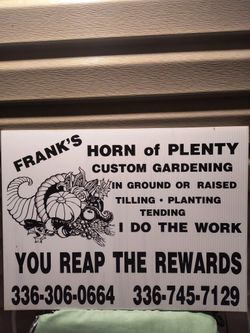 FRANK'S
HORN of PLENTY
CUSTOM GARDENING
IN GROUND OR RAISED
TILLING • PLANTING
TENDING
I DO THE WORK
YOU REAP THE REWARDS
336-306-0664 336-745-7129